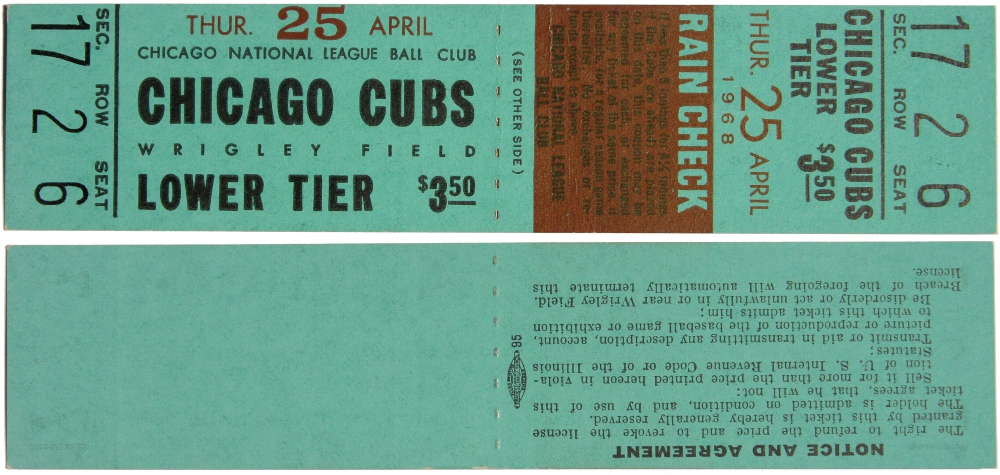 SEC. ROW SEAT
17 2 6
THUR. 25 APRIL
CHICAGO NATIONAL LEAGUE BALL CLUB
CHICAGO CUBS
WRIGLEY FIELD
LOWER TIER $3.50
(SEE OTHER SIDE)
CHICAGO NATIONAL LEAGUE
BALL CLUB
RAIN CHECK
1968
THUR. 25 APRIL
LOWER
TIER
$3.50
CHICAGO CUBS
SEC. ROW SEAT
17 2 6
NOTICE AND AGREEMENT
The right to refund the price and to revoke the license
granted by this ticket is hereby generally reserved.
The holder is admitted on condition, and by use of this
ticket agrees, that he will not:
Sell it for more than the price printed hereon in viola-
tion of U. S. Internal Revenue Code or of the Illinois
Statutes;
Transmit or aid in transmitting any description, account,
picture or reproduction of the baseball game or exhibition
to which this ticket admits him;
Be disorderly or act unlawfully in or near Wrigley Field.
Breach of the foregoing will automatically terminate this
license.
95